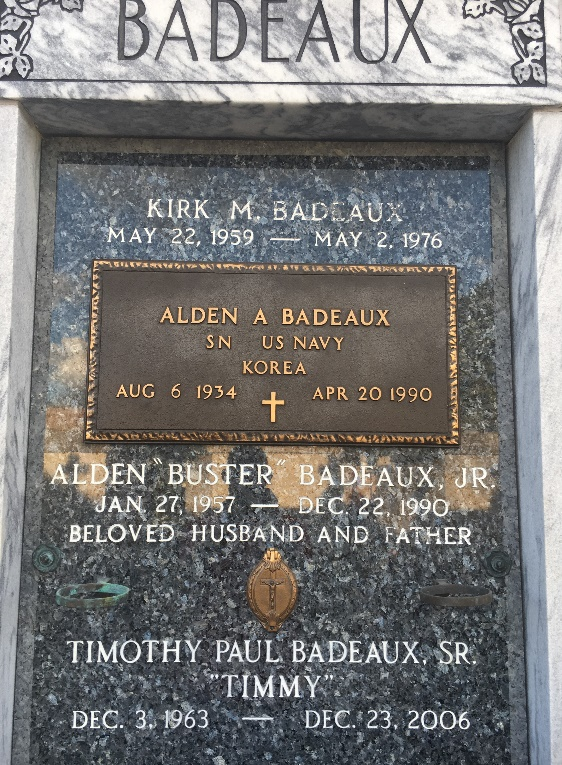 BADEAUX
KIRK M. BADEAUX
MAY 22, 1959 — MAY 2, 1976
ALDEN A BADEAUX
SN US NAVY
KOREA
AUG 6 1934 APR 20 1990
ALDEN "BUSTER" BADEAUX, JR.
JAN. 27, 1957 — DEC. 22, 1990
BELOVED HUSBAND AND FATHER
TIMOTHY PAUL BADEAUX, SR.
"TIMMY"
DEC. 3, 1963 — DEC. 23, 2006